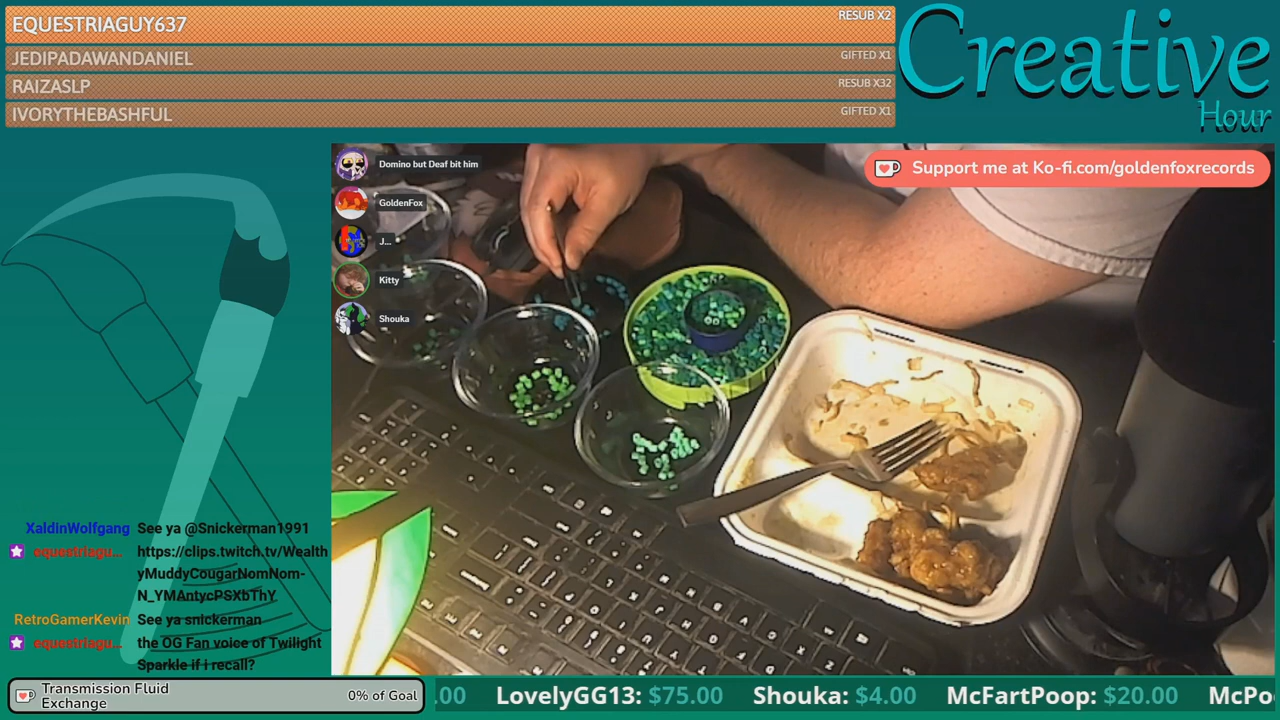 EQUESTRIAGUY637 RESUB X2
JEDIPADAWANDANIEL GIFTED X1
RAIZASLP RESUB X32
IVORYTHEBASHFUL GIFTED X1
Creative
Hour
Support me at Ko-fi.com/goldenfoxrecords
Domino but Deaf bit him
GoldenFox
J...
Kitty
Shouka
XaldinWolfgang See ya @Snickerman1991
equestriagu... https://clips.twitch.tv/Wealth
yMuddyCougarNomNom-
N_YMAntycPSXbThY
RetroGamerKevin See ya snickerman
equestriagu... the OG Fan voice of Twilight
Sparkle if i recall?
Transmission Fluid
Exchange 0% of Goal
.00 LovelyGG13: $75.00 Shouka: $4.00 McFartPoop: $20.00 McPo